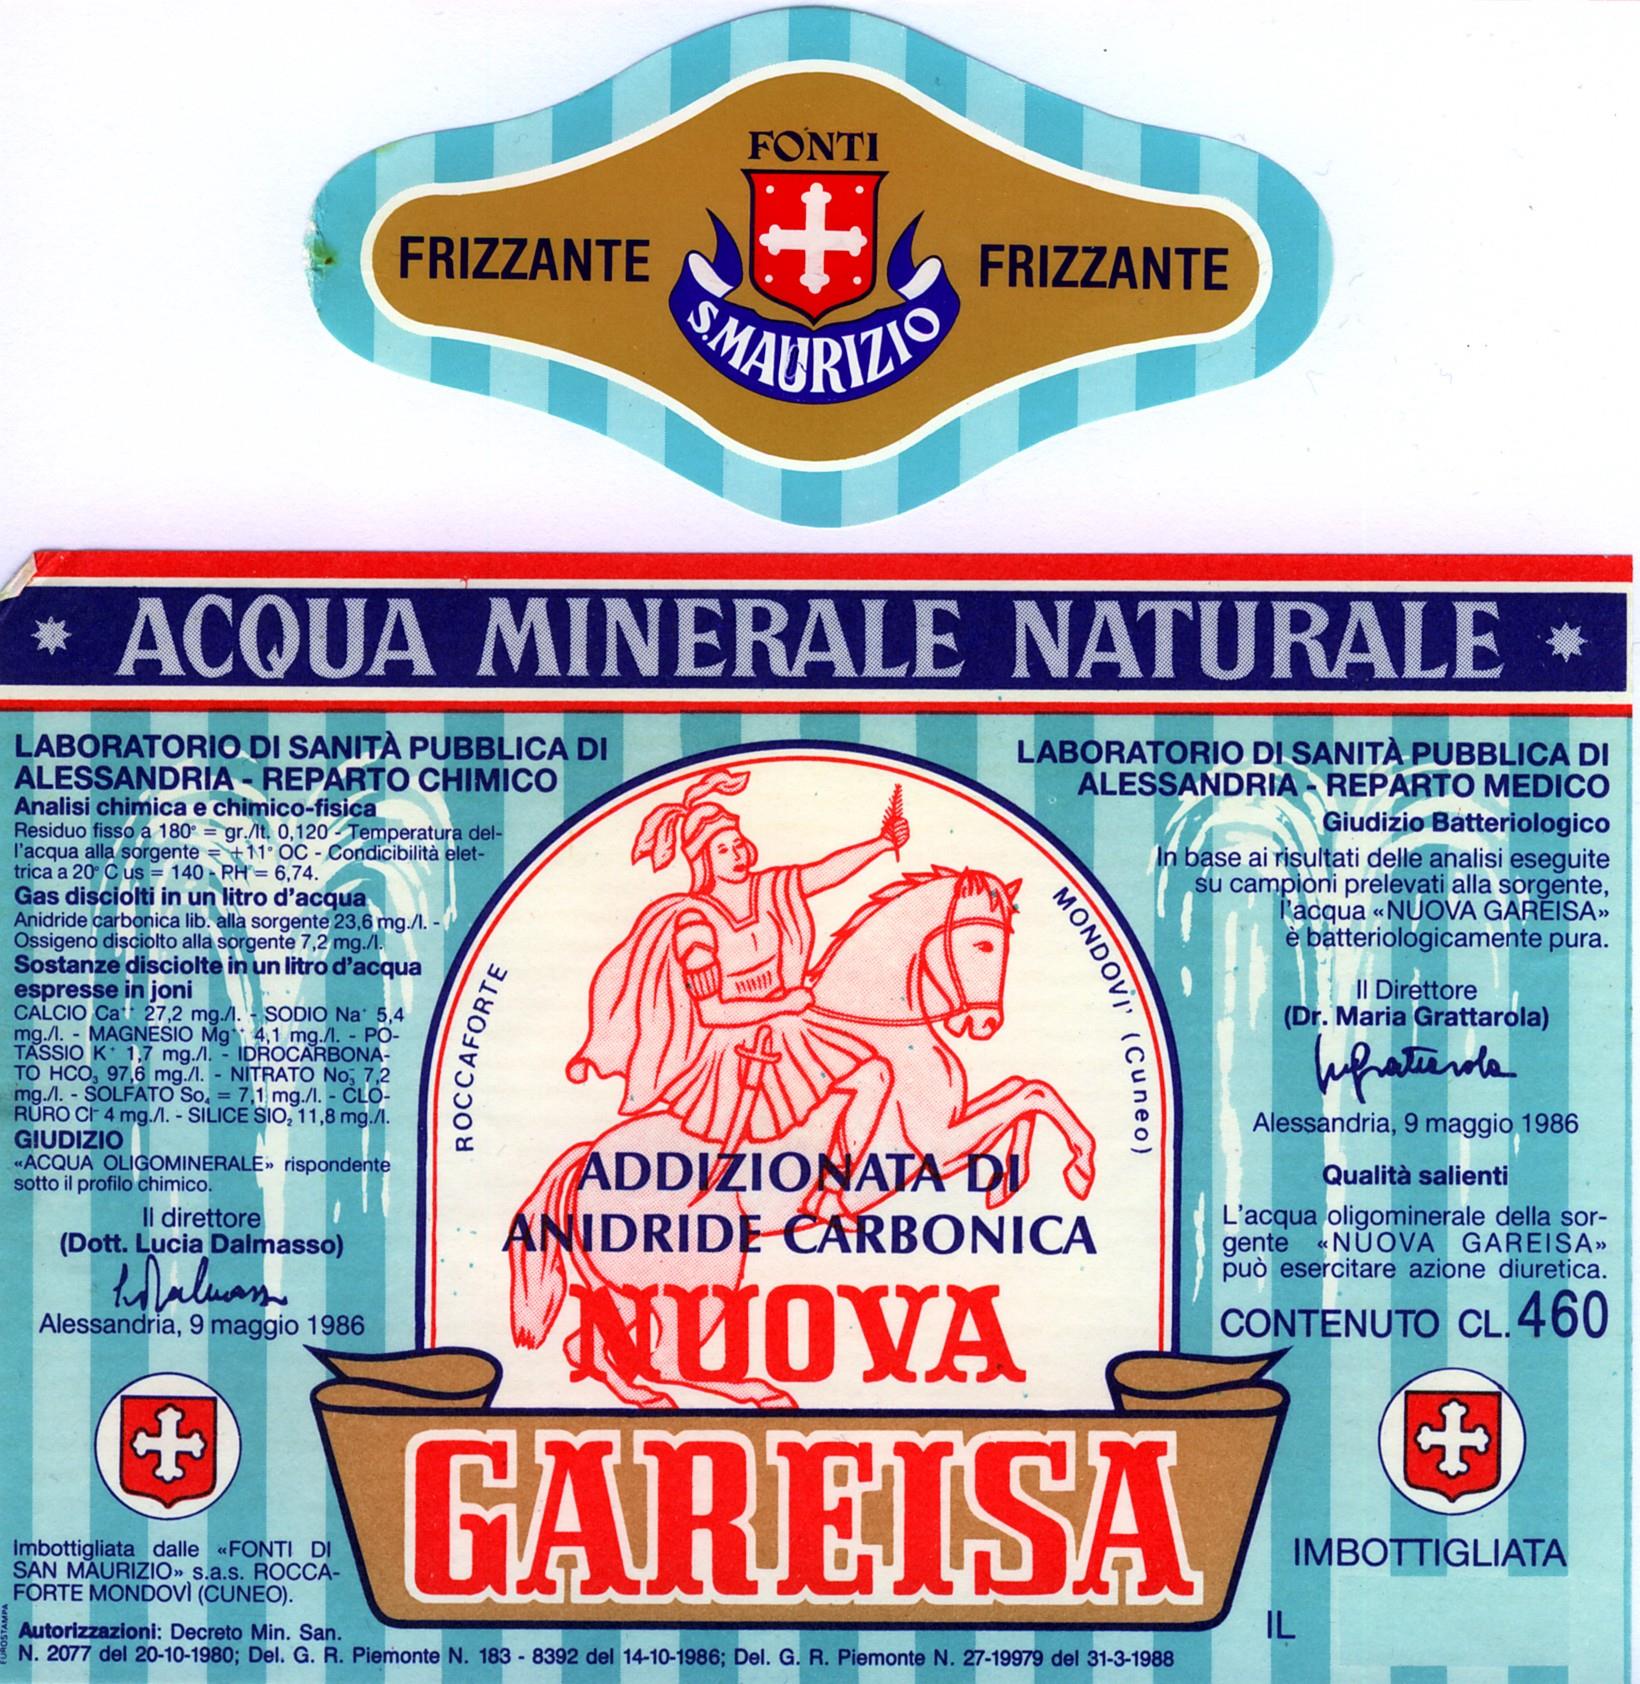 FONTI
FRIZZANTE
FRIZZANTE
S.MAURIZIO
ACQUA MINERALE NATURALE
LABORATORIO DI SANITÀ PUBBLICA DI
ALESSANDRIA - REPARTO CHIMICO
Analisi chimica e chimico-fisica
Residuo fisso a 180° = gr./lt. 0,120 - Temperatura del-
l'acqua alla sorgente = +11° OC - Condicibilità elet-
trica a 20° C us = 140 - PH = 6,74.
Gas disciolti in un litro d'acqua
Anidride carbonica lib. alla sorgente 23,6 mg./l. -
Ossigeno disciolto alla sorgente 7,2 mg./l.
Sostanze disciolte in un litro d'acqua
espresse in joni
CALCIO Ca⁺⁺ 27,2 mg./l. - SODIO Na⁺ 5,4
mg./l. - MAGNESIO Mg⁺⁺ 4,1 mg./l. - PO-
TASSIO K⁺ 1,7 mg./l. - IDROCARBONA-
TO HCO₃ 97,6 mg./l. - NITRATO No₃⁻ 7,2
mg./l. - SOLFATO So₄ = 7,1 mg./l. - CLO-
RURO Cl⁻ 4 mg./l. - SILICE SIO₂ 11,8 mg./l.
GIUDIZIO
«ACQUA OLIGOMINERALE» rispondente
sotto il profilo chimico.
Il direttore
(Dott. Lucia Dalmasso)
Alessandria, 9 maggio 1986
Imbottigliata dalle «FONTI DI
SAN MAURIZIO» s.a.s. ROCCA-
FORTE MONDOVÌ (CUNEO).
ROCCAFORTE
MONDOVI' (Cuneo)
ADDIZIONATA DI
ANIDRIDE CARBONICA
NUOVA
GAREISA
LABORATORIO DI SANITÀ PUBBLICA DI
ALESSANDRIA - REPARTO MEDICO
Giudizio Batteriologico
In base ai risultati delle analisi eseguite
su campioni prelevati alla sorgente,
l'acqua «NUOVA GAREISA»
è batteriologicamente pura.
Il Direttore
(Dr. Maria Grattarola)
Alessandria, 9 maggio 1986
Qualità salienti
L'acqua oligominerale della sor-
gente «NUOVA GAREISA»
può esercitare azione diuretica.
CONTENUTO CL. 460
IMBOTTIGLIATA
IL
EUROSTAMPA
Autorizzazioni: Decreto Min. San.
N. 2077 del 20-10-1980; Del. G. R. Piemonte N. 183 - 8392 del 14-10-1986; Del. G. R. Piemonte N. 27-19979 del 31-3-1988